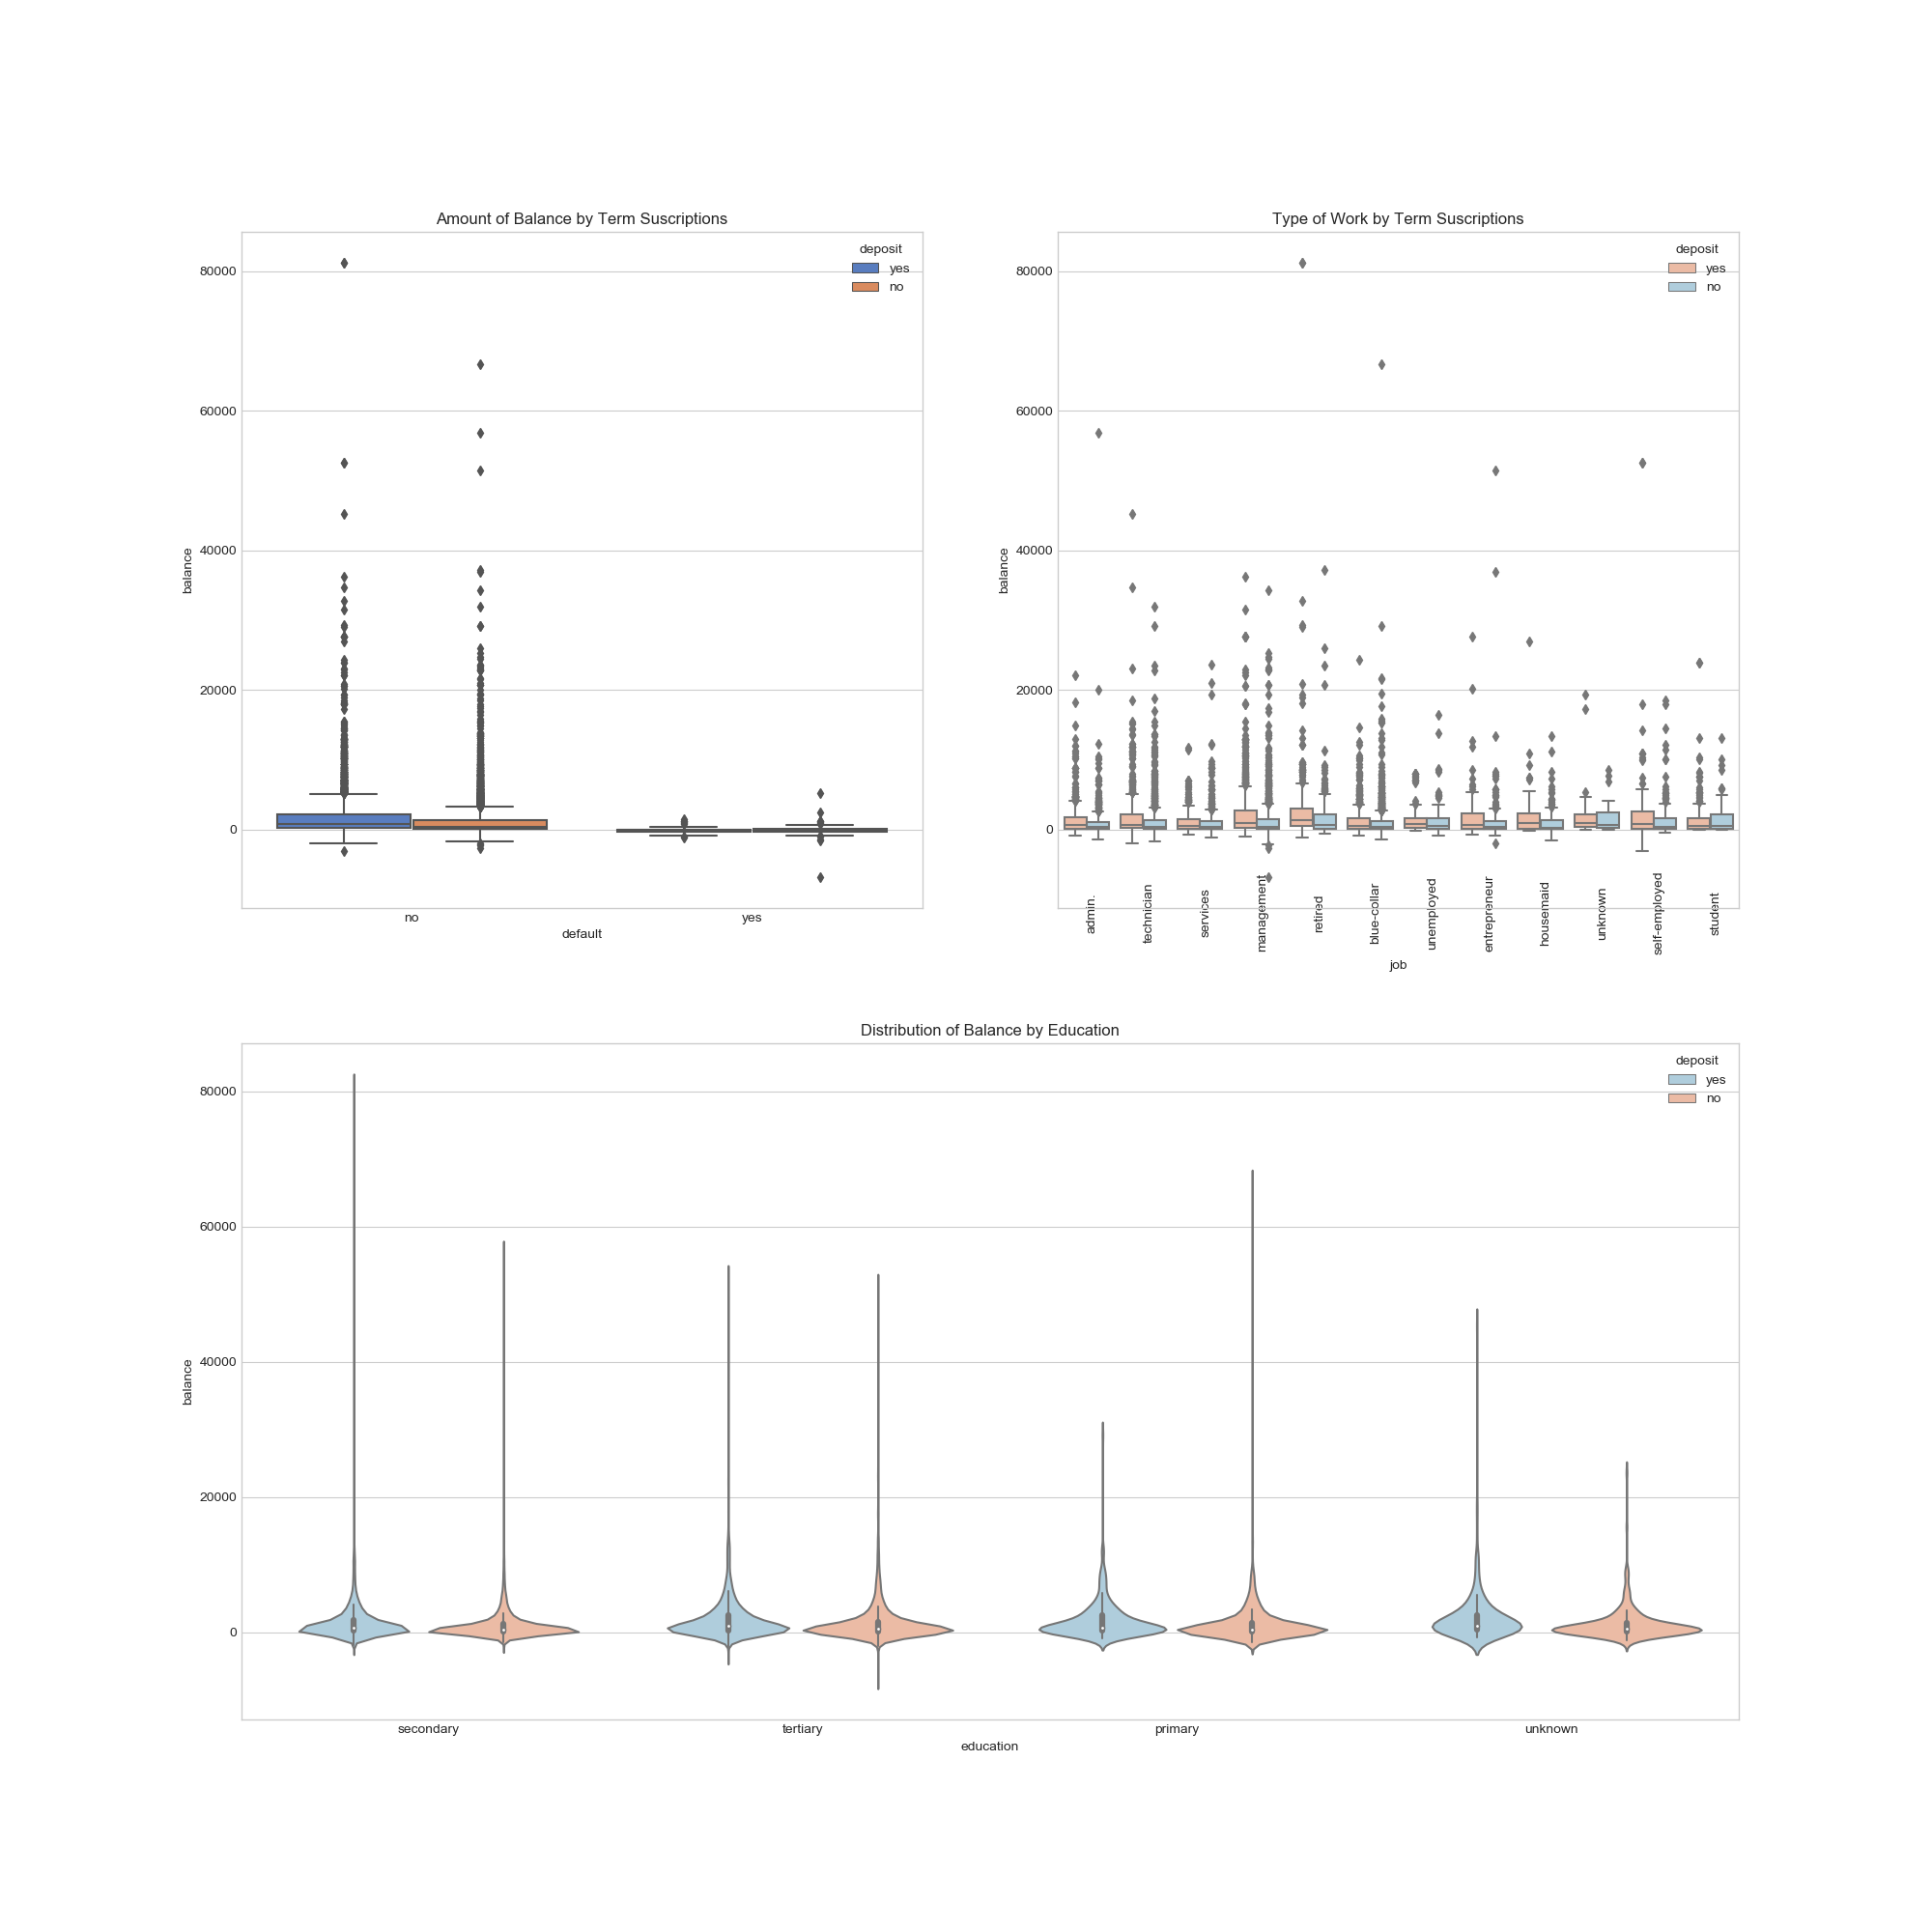 Amount of Balance by Term Suscriptions
deposit
yes
no
80000
60000
40000
20000
0
balance
no
yes
default
Type of Work by Term Suscriptions
deposit
yes
no
80000
60000
40000
20000
0
balance
admin.
technician
services
management
retired
blue-collar
unemployed
entrepreneur
housemaid
unknown
self-employed
student
job
Distribution of Balance by Education
deposit
yes
no
80000
60000
40000
20000
0
balance
secondary
tertiary
primary
unknown
education